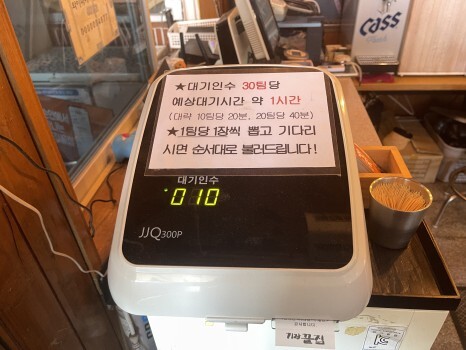 Cass
★대기인수 30팀당
예상대기시간 약 1시간
(대략 10팀당 20분, 20팀당 40분)
★1팀당 1장씩 뽑고 기다리
시면 순서대로 불러드립니다!
대기인수
010
JJQ300P